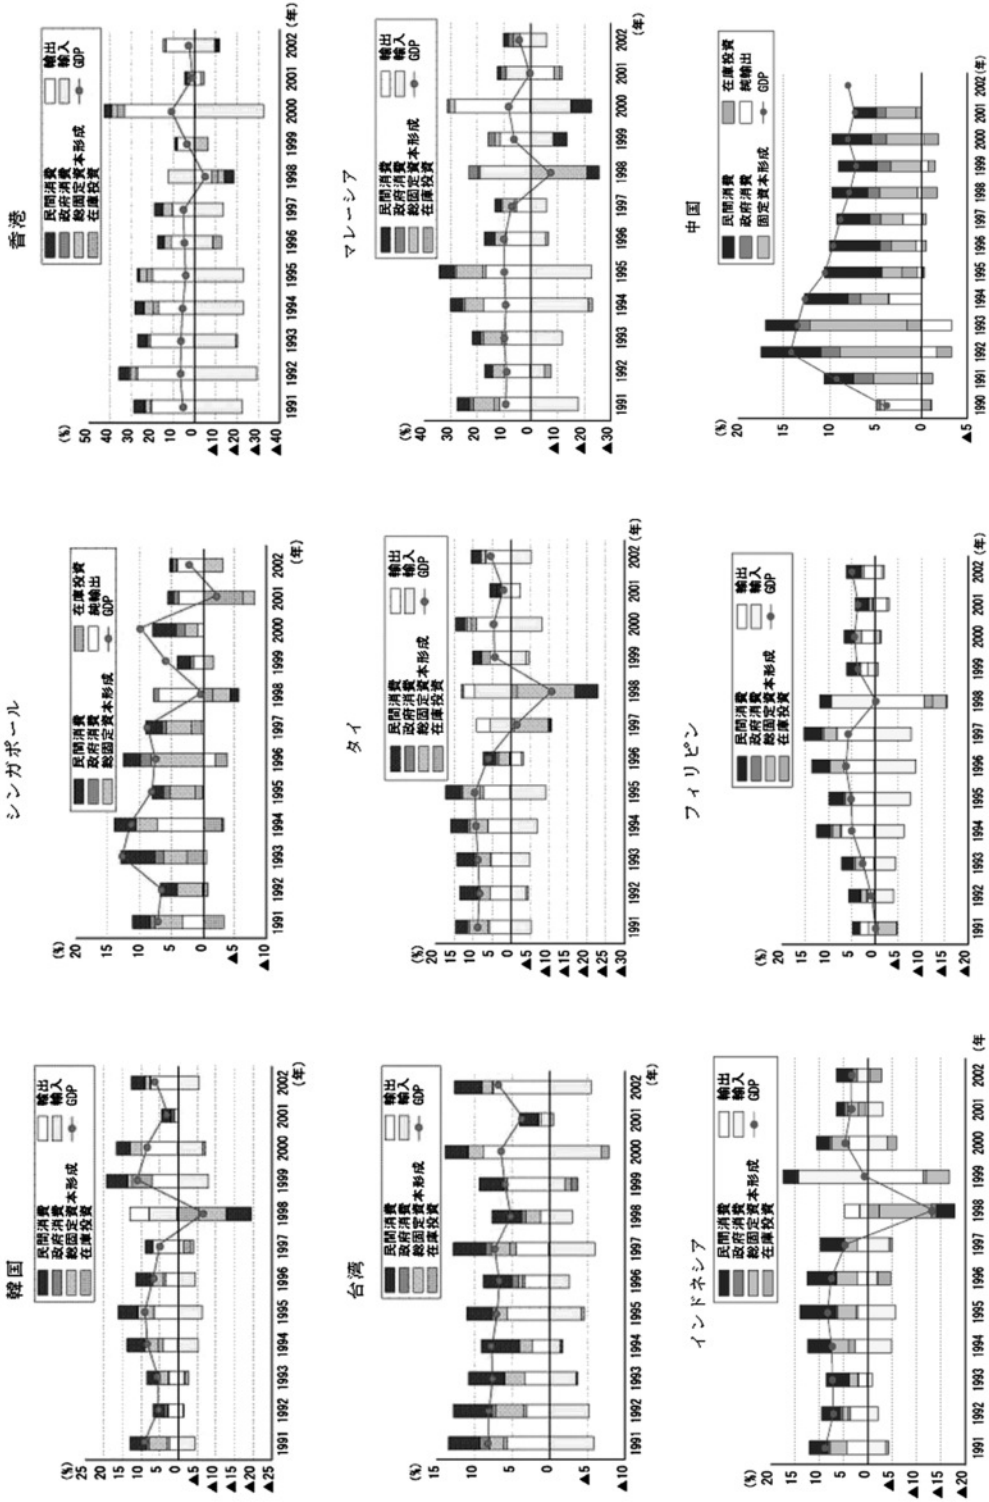 韓国
(%)
25
20
15
10
5
0
▲5
▲10
▲15
▲20
▲25
民間消費 輸出
政府消費 輸入
総固定資本形成 GDP
在庫投資
1991 1992 1993 1994 1995 1996 1997 1998 1999 2000 2001 2002
(年)
シンガポール
(%)
20
15
10
5
0
▲5
▲10
民間消費 在庫投資
政府消費 純輸出
総固定資本形成 GDP
1991 1992 1993 1994 1995 1996 1997 1998 1999 2000 2001 2002
(年)
香港
(%)
50
40
30
20
10
0
▲10
▲20
▲30
▲40
民間消費 輸出
政府消費 輸入
総固定資本形成 GDP
在庫投資
1991 1992 1993 1994 1995 1996 1997 1998 1999 2000 2001 2002 (年)
台湾
(%)
15
10
5
0
▲5
▲10
民間消費 輸出
政府消費 輸入
総固定資本形成 GDP
在庫投資
1991 1992 1993 1994 1995 1996 1997 1998 1999 2000 2001 2002
(年)
タイ
(%)
20
15
10
5
0
▲5
▲10
▲15
▲20
▲25
▲30
民間消費 輸出
政府消費 輸入
総固定資本形成 GDP
在庫投資
1991 1992 1993 1994 1995 1996 1997 1998 1999 2000 2001 2002 (年)
マレーシア
(%)
40
30
20
10
0
▲10
▲20
▲30
民間消費 輸出
政府消費 輸入
総固定資本形成 GDP
在庫投資
1991 1992 1993 1994 1995 1996 1997 1998 1999 2000 2001 2002
(年)
インドネシア
(%)
20
15
10
5
0
▲5
▲10
▲15
▲20
民間消費 輸出
政府消費 輸入
総固定資本形成 GDP
在庫投資
1991 1992 1993 1994 1995 1996 1997 1998 1999 2000 2001 2002 (年
フィリピン
(%)
20
15
10
5
0
▲5
▲10
▲15
▲20
民間消費 輸出
政府消費 輸入
総固定資本形成 GDP
在庫投資
1991 1992 1993 1994 1995 1996 1997 1998 1999 2000 2001 2002 (年)
中国
(%)
20
15
10
5
0
▲5
民間消費 在庫投資
政府消費 純輸出
固定資本形成 GDP
1990 1991 1992 1993 1994 1995 1996 1997 1998 1999 2000 2001 2002(年)